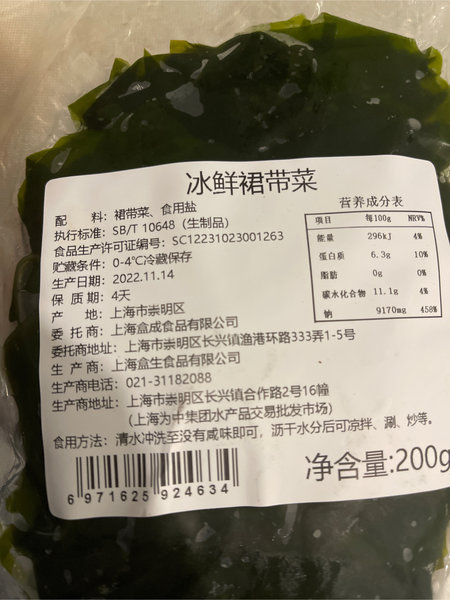 冰鲜裙带菜
配 料：裙带菜、食用盐
执行标准：SB/T 10648（生制品）
食品生产许可证编号：SC12231023001263
贮藏条件：0-4℃冷藏保存
生产日期：2022.11.14
保 质 期：4天
产 地：上海市崇明区
委 托 商：上海盒成食品有限公司
委托商地址：上海市崇明区长兴镇渔港环路333弄1-5号
生 产 商：上海盒生食品有限公司
生产商电话：021-31182088
生产商地址：上海市崇明区长兴镇合作路2号16幢
（上海为中集团水产品交易批发市场）
食用方法：清水冲洗至没有咸味即可，沥干水分后可凉拌、涮、炒等。
营养成分表
项目 每100g NRV%
能量 296kJ 4%
蛋白质 6.3g 10%
脂肪 0g 0%
碳水化合物 11.1g 4%
钠 9170mg 458%
净含量:200g
6 971625 924634